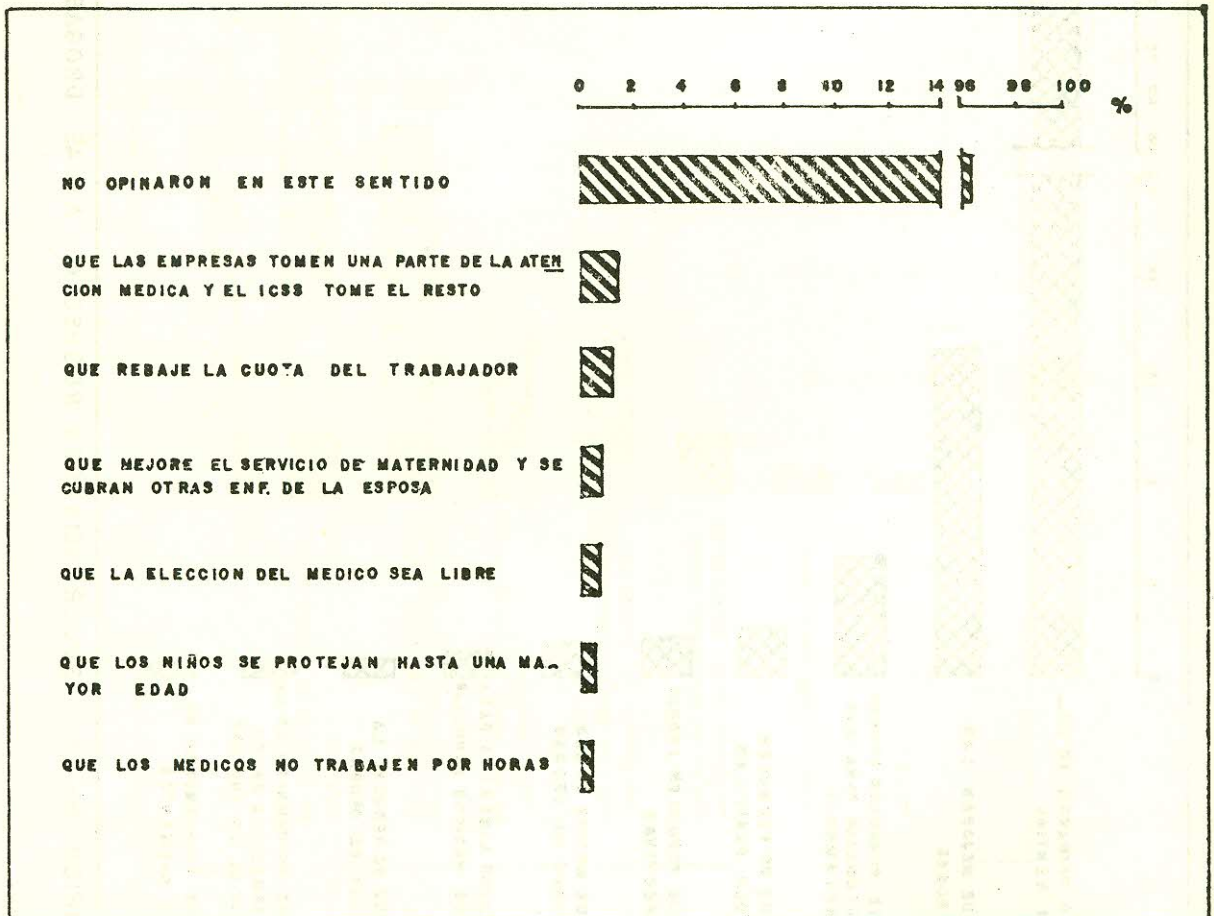 0 2 4 6 8 10 12 14 96 98 100
%
NO OPINARON EN ESTE SENTIDO
QUE LAS EMPRESAS TOMEN UNA PARTE DE LA ATEN
CION MEDICA Y EL ICSS TOME EL RESTO
QUE REBAJE LA CUOTA DEL TRABAJADOR
QUE MEJORE EL SERVICIO DE MATERNIDAD Y SE
CUBRAN OTRAS ENF. DE LA ESPOSA
QUE LA ELECCION DEL MEDICO SEA LIBRE
QUE LOS NIÑOS SE PROTEJAN HASTA UNA MA-
YOR EDAD
QUE LOS MEDICOS NO TRABAJEN POR HORAS